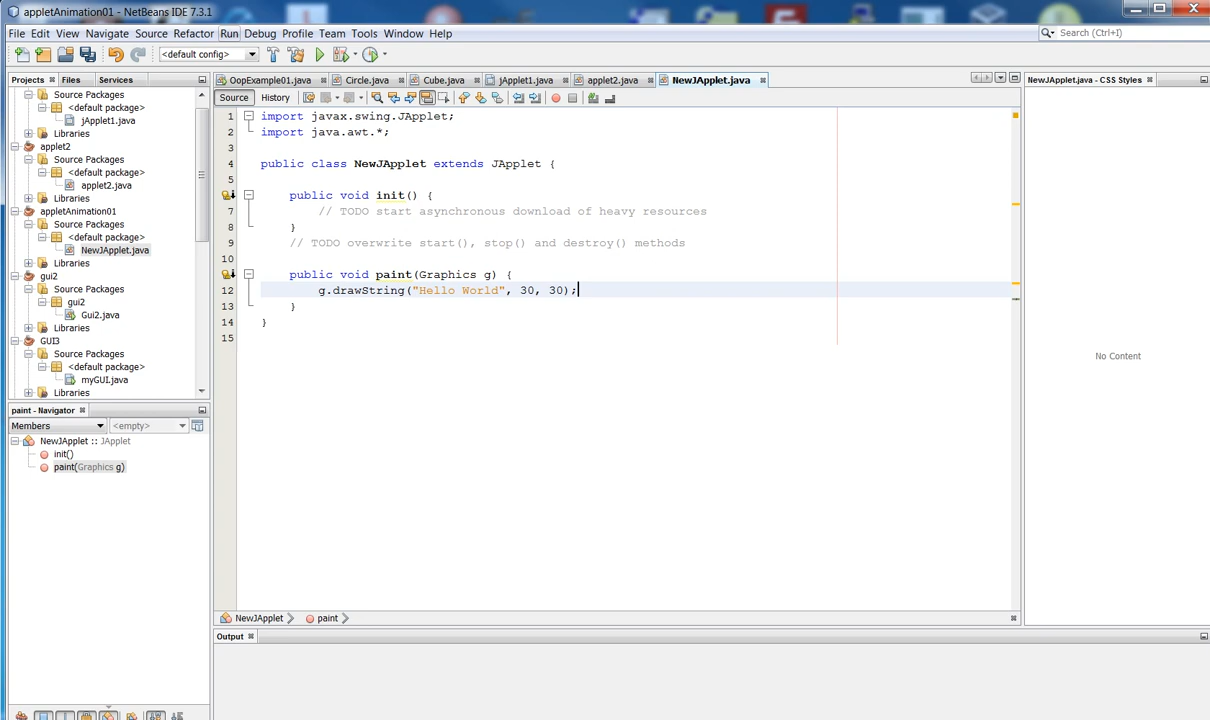 appletAnimation01 - NetBeans IDE 7.3.1
File Edit View Navigate Source Refactor Run Debug Profile Team Tools Window Help
Search (Ctrl+I)
<default config>
Projects Files Services
OopExample01.java Circle.java Cube.java jApplet1.java applet2.java NewJApplet.java
NewJApplet.java - CSS Styles
Source History
Source Packages
<default package>
jApplet1.java
Libraries
applet2
Source Packages
<default package>
applet2.java
Libraries
appletAnimation01
Source Packages
<default package>
NewJApplet.java
Libraries
gui2
Source Packages
gui2
Gui2.java
Libraries
GUI3
Source Packages
<default package>
myGUI.java
Libraries
1 import javax.swing.JApplet;
2 import java.awt.*;
3
4 public class NewJApplet extends JApplet {
5
6 public void init() {
7 // TODO start asynchronous download of heavy resources
8 }
9 // TODO overwrite start(), stop() and destroy() methods
10
11 public void paint(Graphics g) {
12 g.drawString("Hello World", 30, 30);
13 }
14 }
15
No Content
paint - Navigator
Members <empty>
NewJApplet :: JApplet
init()
paint(Graphics g)
NewJApplet paint
Output